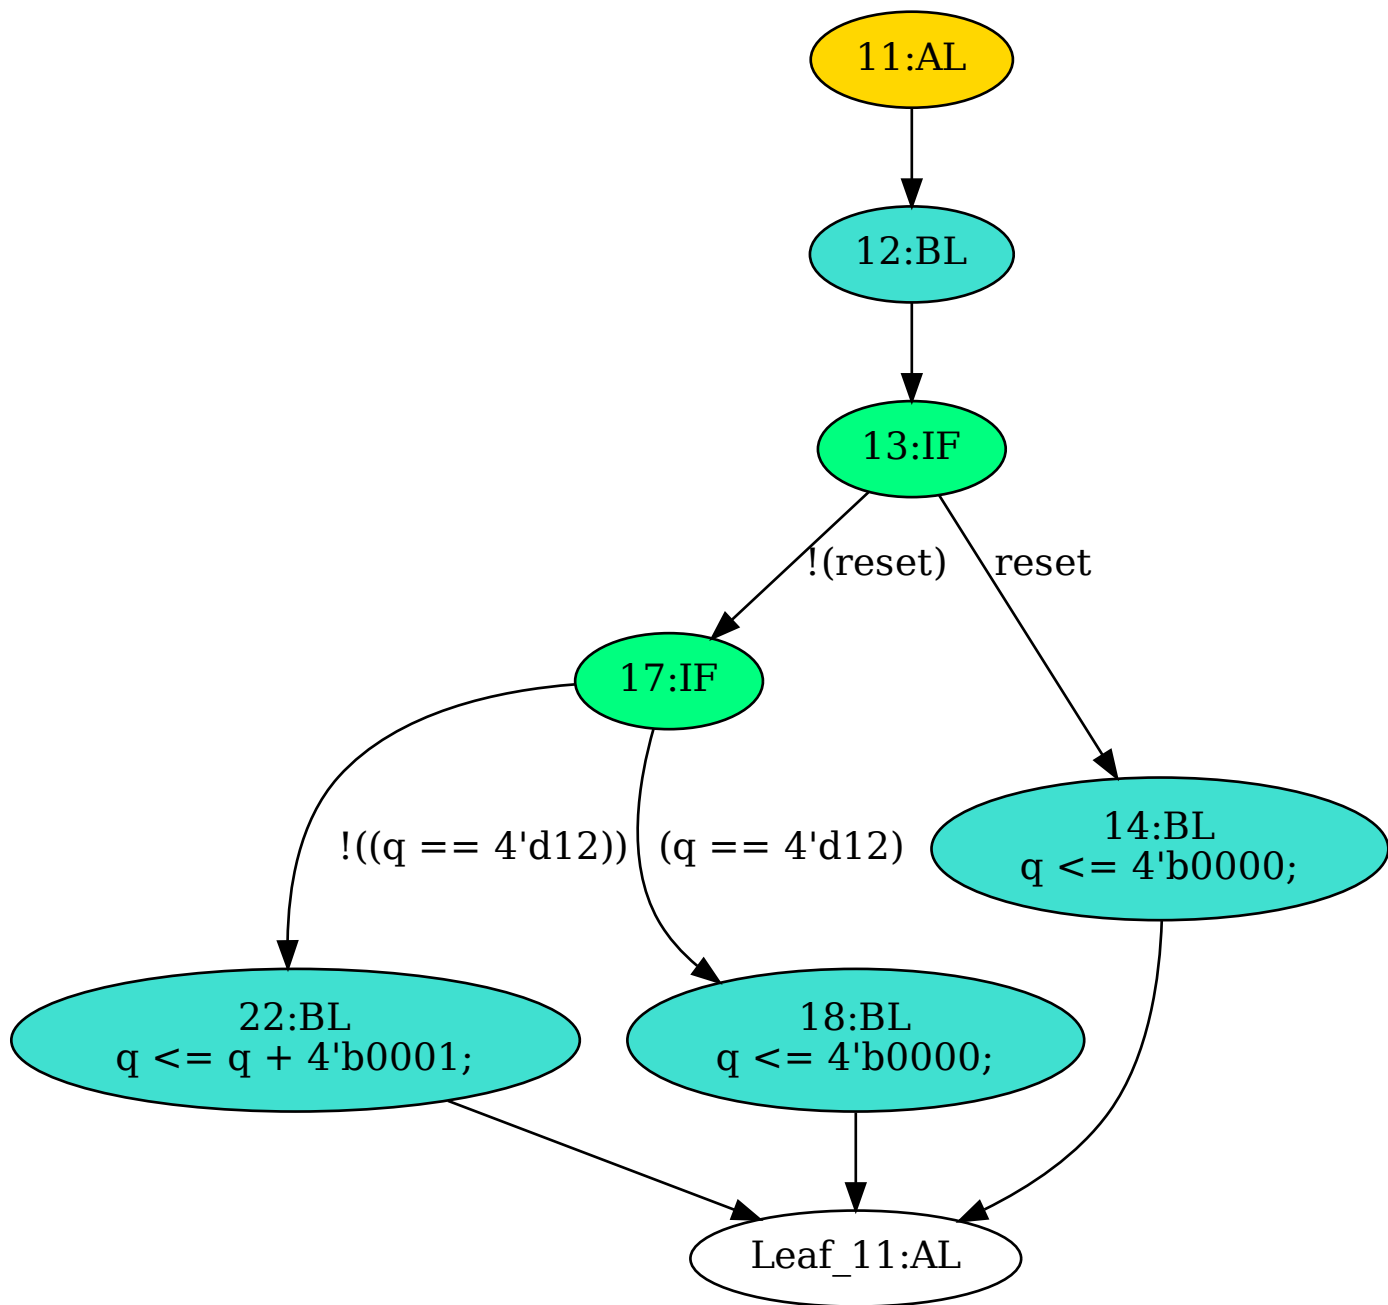 11:AL
12:BL
13:IF
!(reset)
reset
17:IF
!((q == 4'd12))
(q == 4'd12)
14:BL
q <= 4'b0000;
22:BL
q <= q + 4'b0001;
18:BL
q <= 4'b0000;
Leaf_11:AL